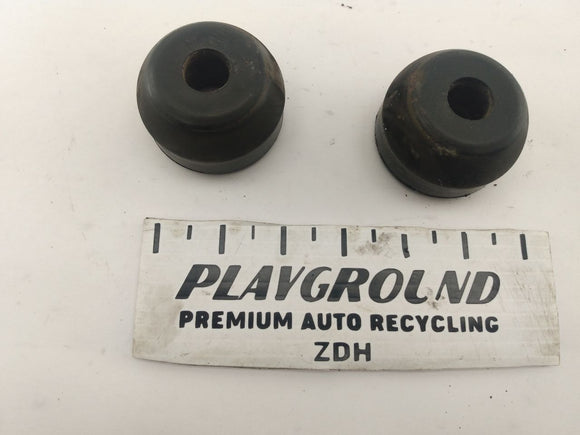 PLAYGROUND
PREMIUM AUTO RECYCLING
ZDH